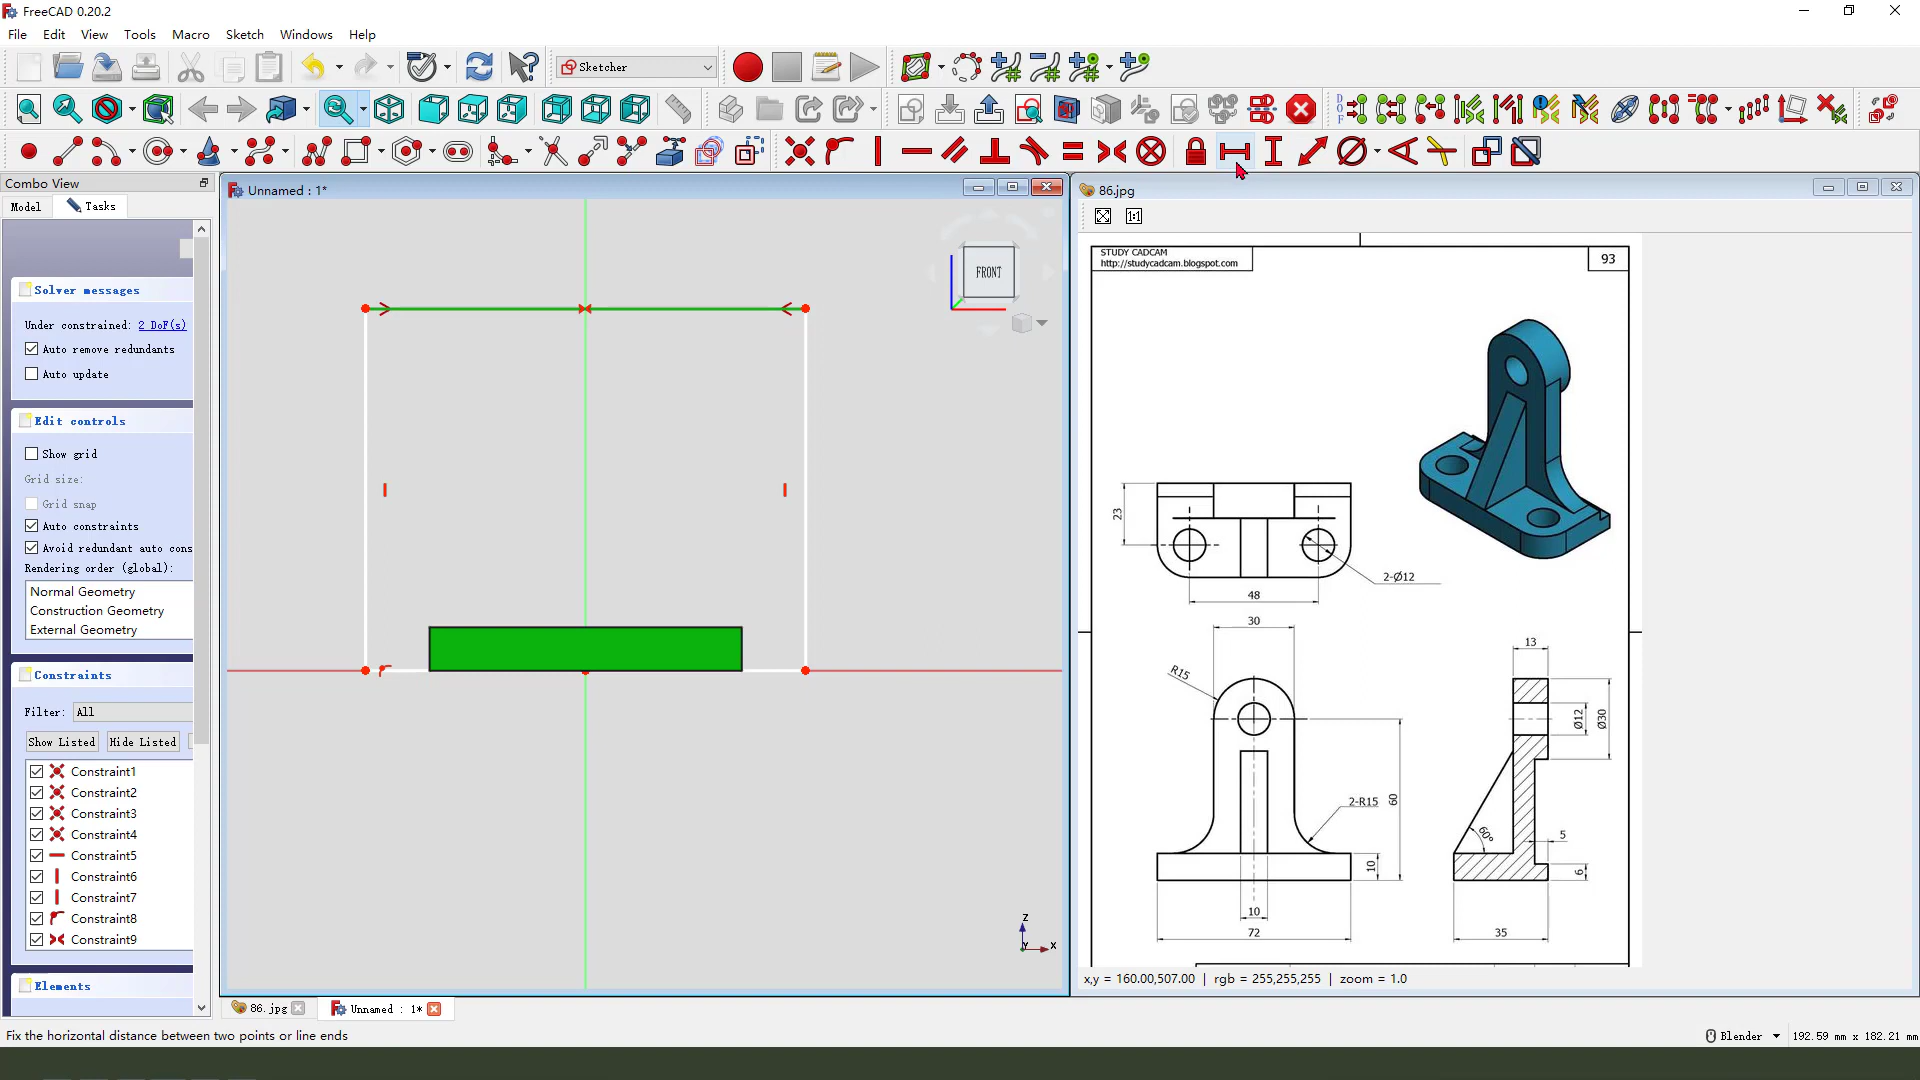 FreeCAD 0.20.2
File Edit View Tools Macro Sketch Windows Help
Sketcher
Combo View
Model Tasks
Solver messages
Under constrained: 2 DoF(s)
Auto remove redundants
Auto update
Edit controls
Show grid
Grid size:
Grid snap
Auto constraints
Avoid redundant auto cons
Rendering order (global):
Normal Geometry
Construction Geometry
External Geometry
Constraints
Filter: All
Show Listed Hide Listed
Constraint1
Constraint2
Constraint3
Constraint4
Constraint5
Constraint6
Constraint7
Constraint8
Constraint9
Elements
Unnamed : 1*
FRONT
Z
Y X
86.jpg
1:1
STUDY CADCAM
http://studycadcam.blogspot.com
93
23
2-Ø12
48
30
13
R15
Ø12
Ø30
2-R15
60
60°
5
10
6
10
72
35
x,y = 160.00,507.00 | rgb = 255,255,255 | zoom = 1.0
86.jpg Unnamed : 1*
Fix the horizontal distance between two points or line ends
Blender 192.59 mm x 182.21 mm